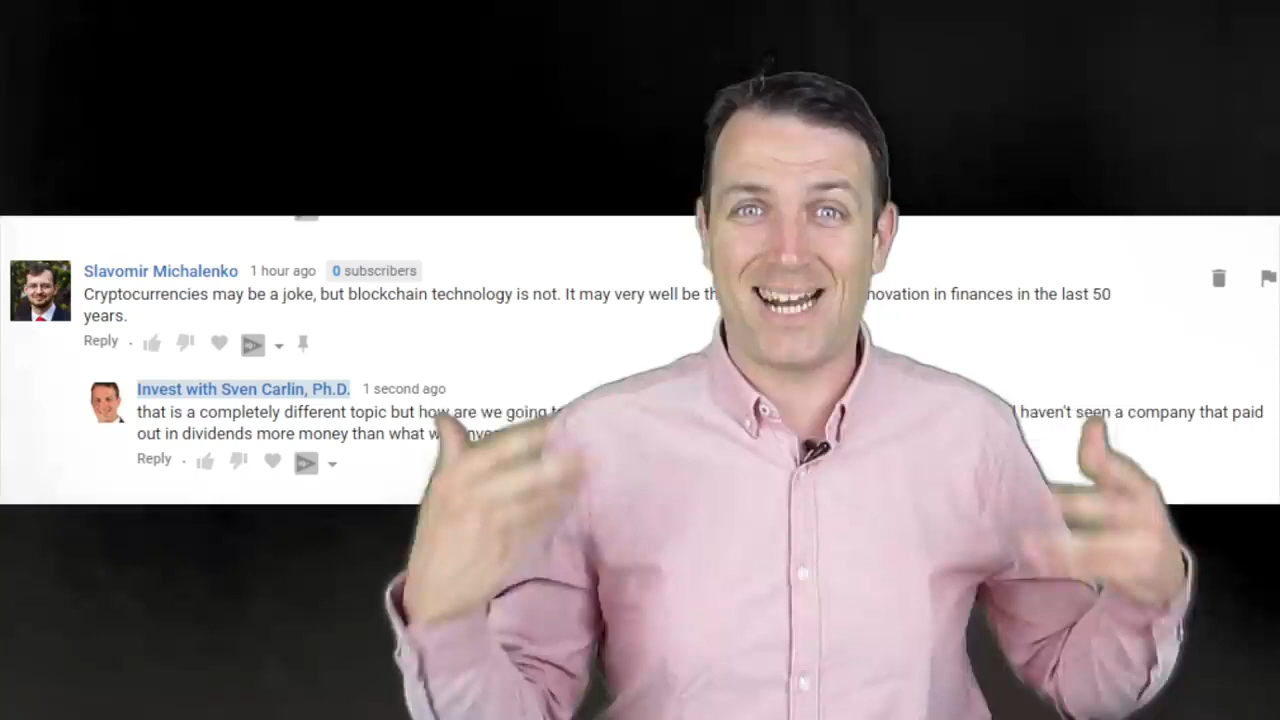 Slavomir Michalenko 1 hour ago 0 subscribers
Cryptocurrencies may be a joke, but blockchain technology is not. It may very well be in finances in the last 50
years.
Reply
Invest with Sven Carlin, Ph.D. 1 second ago
that is a completely different topic but how are we going haven't seen a company that paid
out in dividends more money than what
Reply